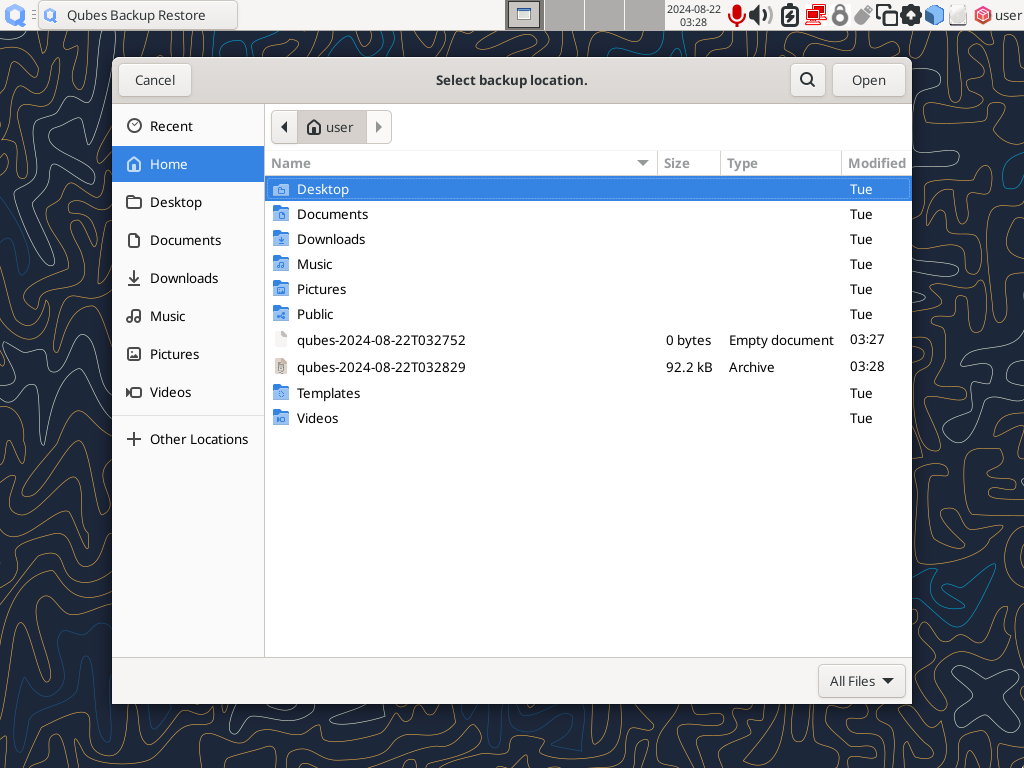 Qubes Backup Restore
2024-08-22
03:28
user
Cancel
Select backup location.
Open
Recent
Home
Desktop
Documents
Downloads
Music
Pictures
Videos
Other Locations
user
Name Size Type Modified
Desktop Tue
Documents Tue
Downloads Tue
Music Tue
Pictures Tue
Public Tue
qubes-2024-08-22T032752 0 bytes Empty document 03:27
qubes-2024-08-22T032829 92.2 kB Archive 03:28
Templates Tue
Videos Tue
All Files